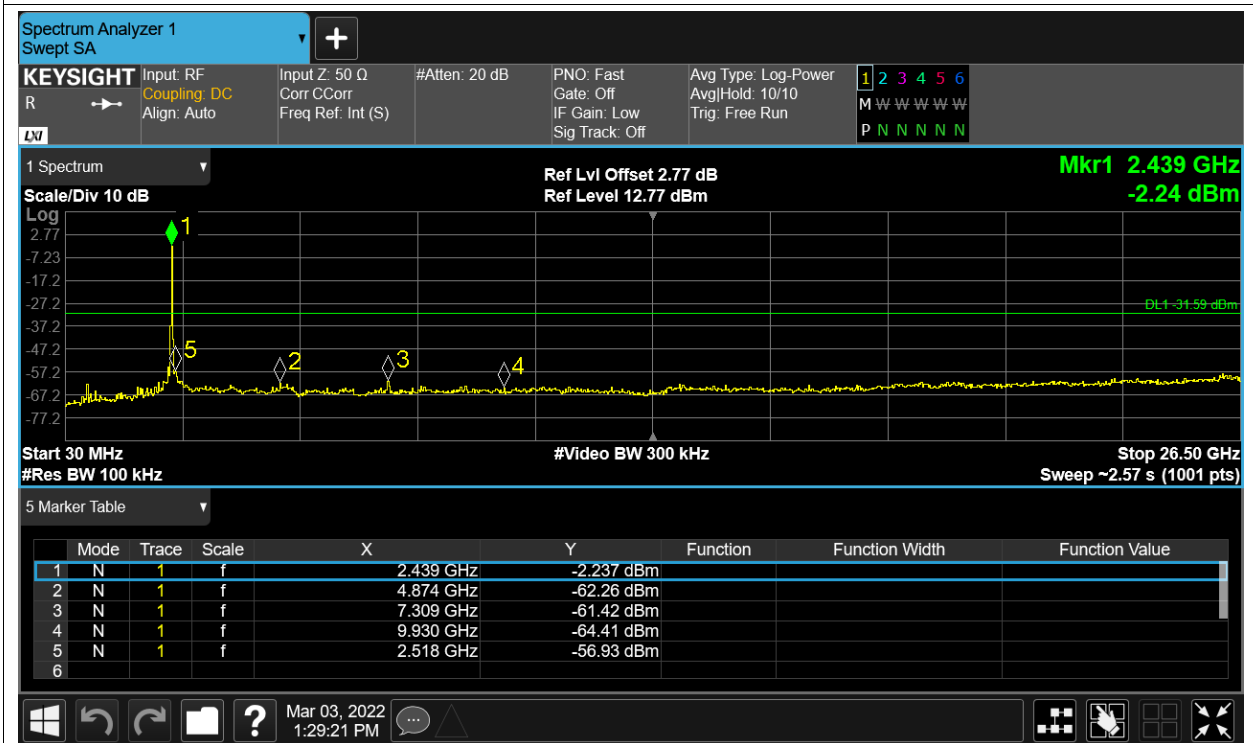 Spectrum Analyzer 1
Swept SA
KEYSIGHT
R
LXI
Input: RF
Coupling: DC
Align: Auto
Input Z: 50 Ω
Corr CCorr
Freq Ref: Int (S)
#Atten: 20 dB
PNO: Fast
Gate: Off
IF Gain: Low
Sig Track: Off
Avg Type: Log-Power
Avg|Hold: 10/10
Trig: Free Run
1 2 3 4 5 6
M W W W W W
P N N N N N
1 Spectrum
Scale/Div 10 dB
Ref Lvl Offset 2.77 dB
Ref Level 12.77 dBm
Mkr1 2.439 GHz
-2.24 dBm
Log
2.77
-7.23
-17.2
-27.2
-37.2
-47.2
-57.2
-67.2
-77.2
1
5
2
3
4
DL1 -31.59 dBm
Start 30 MHz
#Res BW 100 kHz
#Video BW 300 kHz
Stop 26.50 GHz
Sweep ~2.57 s (1001 pts)
5 Marker Table
Mode Trace Scale X Y Function Function Width Function Value
1 N 1 f 2.439 GHz -2.237 dBm
2 N 1 f 4.874 GHz -62.26 dBm
3 N 1 f 7.309 GHz -61.42 dBm
4 N 1 f 9.930 GHz -64.41 dBm
5 N 1 f 2.518 GHz -56.93 dBm
6
?
Mar 03, 2022
1:29:21 PM